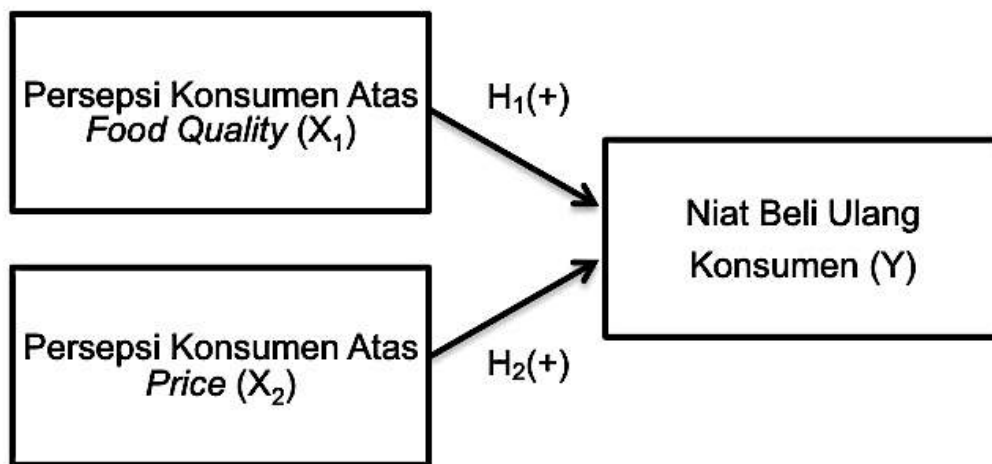 Persepsi Konsumen Atas
Food Quality (X₁)
H₁(+)
Niat Beli Ulang
Konsumen (Y)
Persepsi Konsumen Atas
Price (X₂)
H₂(+)